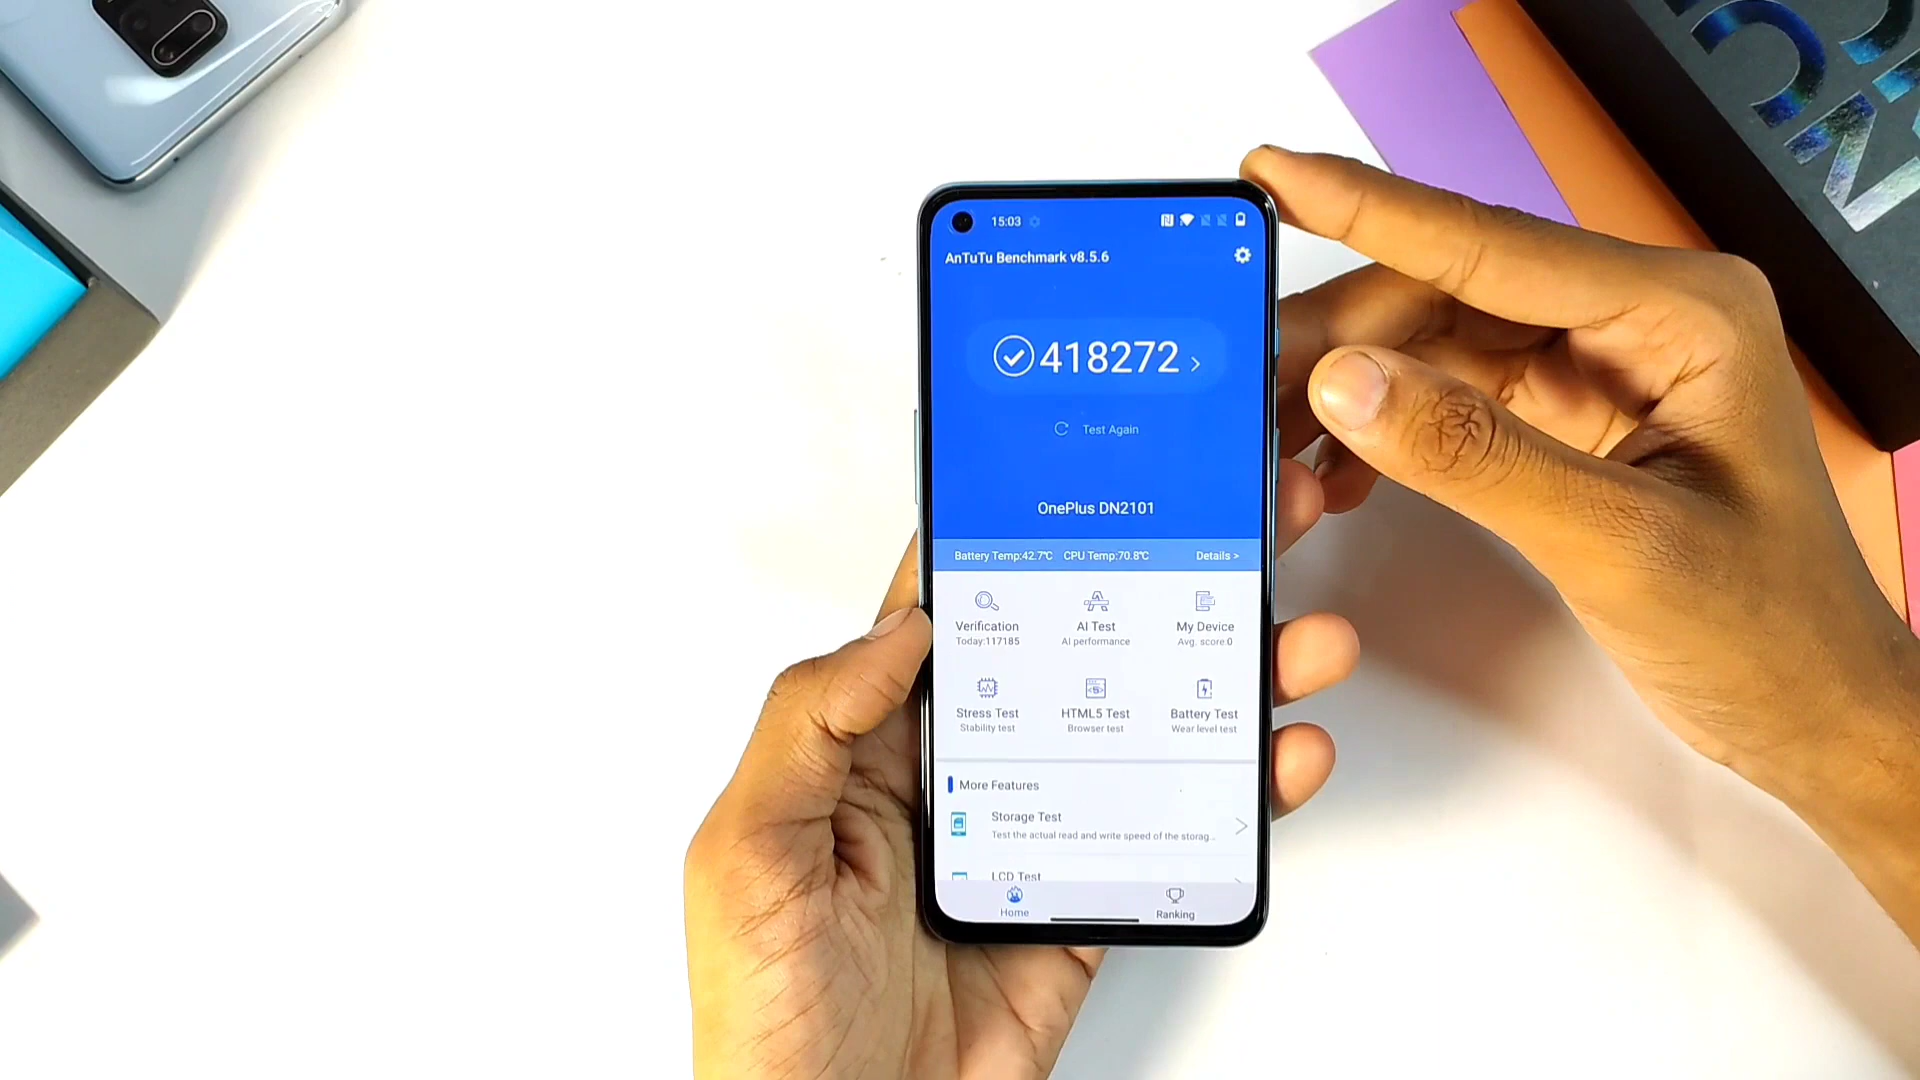 15:03
AnTuTu Benchmark v8.5.6
418272 >
Test Again
OnePlus DN2101
Battery Temp:42.7℃ CPU Temp:70.8℃ Details >
Verification AI Test My Device
Today:117185 AI performance Avg. score:0
Stress Test HTML5 Test Battery Test
Stability test Browser test Wear level test
More Features
Storage Test
Test the actual read and write speed of the storag...
LCD Test
Home Ranking